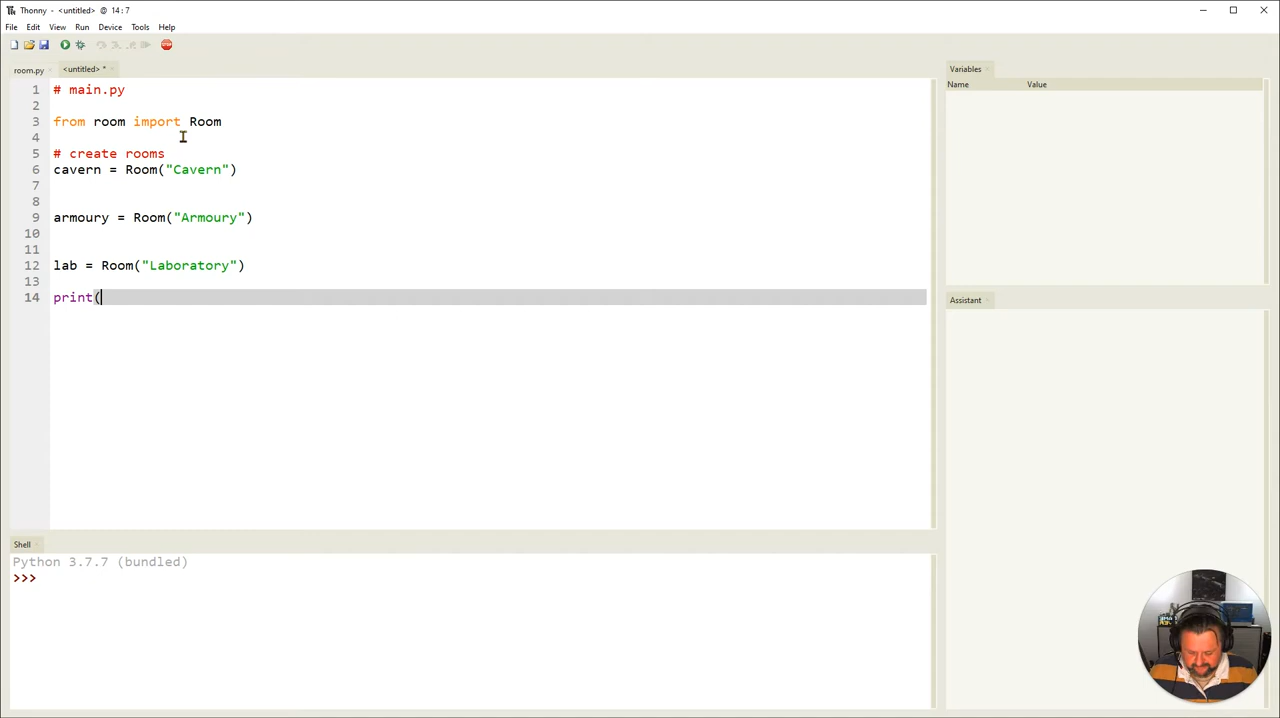 Thonny - <untitled> @ 14:7
File Edit View Run Device Tools Help
STOP
room.py
<untitled> *
1 # main.py
2
3 from room import Room
4
5 # create rooms
6 cavern = Room("Cavern")
7
8
9 armoury = Room("Armoury")
10
11
12 lab = Room("Laboratory")
13
14 print(
Variables
Name Value
Assistant
Shell
Python 3.7.7 (bundled)
>>>